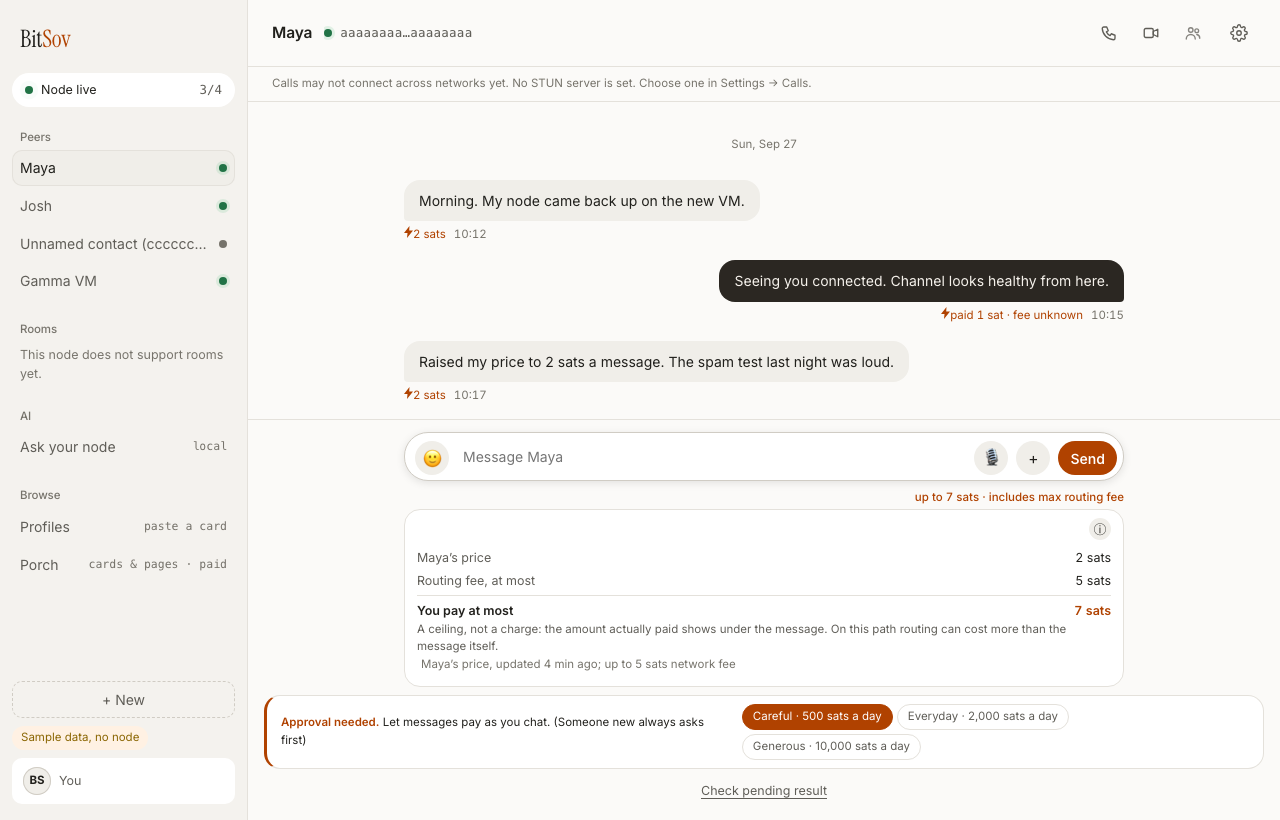 BitSov
Node live 3/4
Peers
Maya
Josh
Unnamed contact (cccccc...
Gamma VM
Rooms
This node does not support rooms
yet.
AI
Ask your node local
Browse
Profiles paste a card
Porch cards & pages · paid
+ New
Sample data, no node
BS You
Maya aaaaaaaa…aaaaaaaa
Calls may not connect across networks yet. No STUN server is set. Choose one in Settings → Calls.
Sun, Sep 27
Morning. My node came back up on the new VM.
2 sats 10:12
Seeing you connected. Channel looks healthy from here.
paid 1 sat · fee unknown 10:15
Raised my price to 2 sats a message. The spam test last night was loud.
2 sats 10:17
Message Maya + Send
up to 7 sats · includes max routing fee
Maya’s price 2 sats
Routing fee, at most 5 sats
You pay at most 7 sats
A ceiling, not a charge: the amount actually paid shows under the message. On this path routing can cost more than the
message itself.
Maya’s price, updated 4 min ago; up to 5 sats network fee
Approval needed. Let messages pay as you chat. (Someone new always asks
first)
Careful · 500 sats a day Everyday · 2,000 sats a day
Generous · 10,000 sats a day
Check pending result